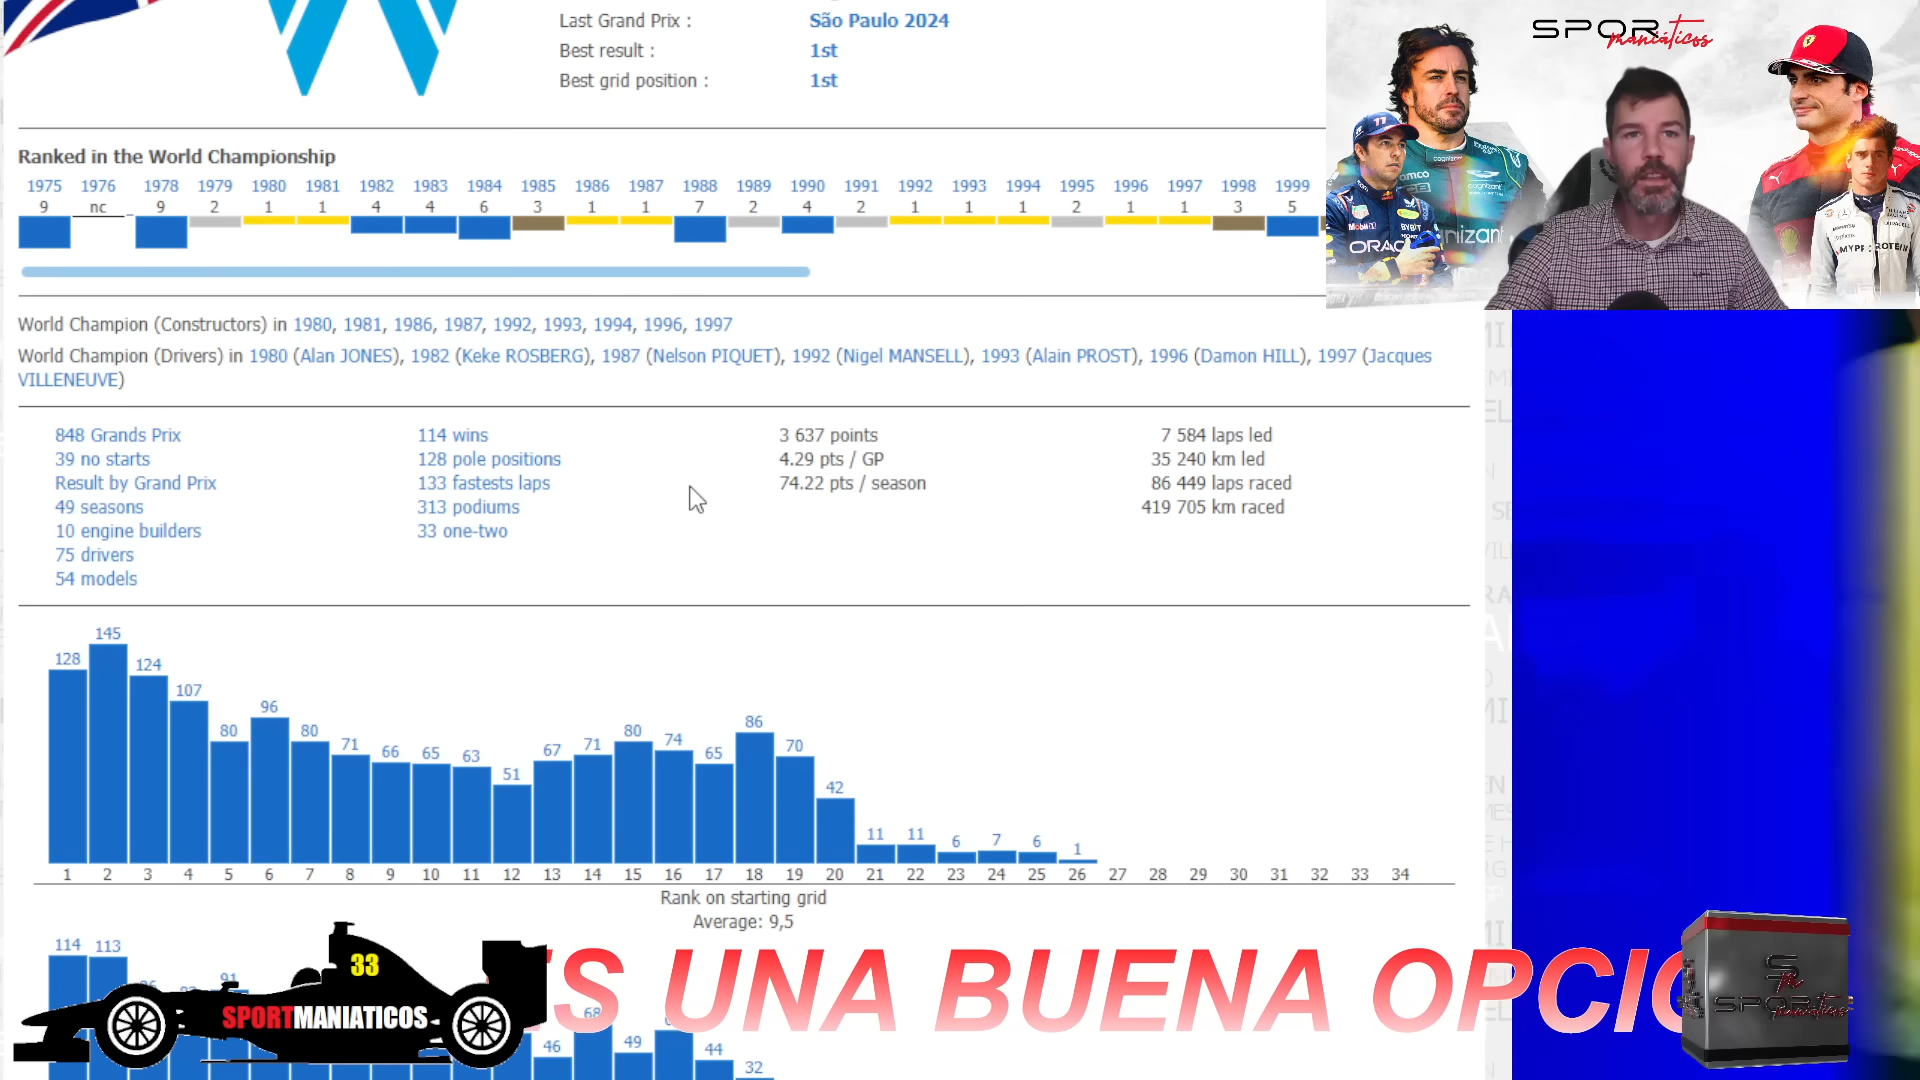 Last Grand Prix : São Paulo 2024
Best result : 1st
Best grid position : 1st
SPORT
maniáticos
Ranked in the World Championship
1975 1976 1978 1979 1980 1981 1982 1983 1984 1985 1986 1987 1988 1989 1990 1991 1992 1993 1994 1995 1996 1997 1998 1999
9 nc 9 2 1 1 4 4 6 3 1 1 7 2 4 2 1 1 1 2 1 1 3 5
World Champion (Constructors) in 1980, 1981, 1986, 1987, 1992, 1993, 1994, 1996, 1997
World Champion (Drivers) in 1980 (Alan JONES), 1982 (Keke ROSBERG), 1987 (Nelson PIQUET), 1992 (Nigel MANSELL), 1993 (Alain PROST), 1996 (Damon HILL), 1997 (Jacques
VILLENEUVE)
848 Grands Prix 114 wins 3 637 points 7 584 laps led
39 no starts 128 pole positions 4.29 pts / GP 35 240 km led
Result by Grand Prix 133 fastests laps 74.22 pts / season 86 449 laps raced
49 seasons 313 podiums 419 705 km raced
10 engine builders 33 one-two
75 drivers
54 models
128 145 124 107 80 96 80 71 66 65 63 51 67 71 80 74 65 86 70 42 11 11 6 7 6 1
1 2 3 4 5 6 7 8 9 10 11 12 13 14 15 16 17 18 19 20 21 22 23 24 25 26 27 28 29 30 31 32 33 34
Rank on starting grid
Average: 9,5
114 113 91 46 68 49 44 32
33
SPORTMANIATICOS
ES UNA BUENA OPCIO
SPORT
maniáticos
cognizant
ORAC
MYPROTEIN